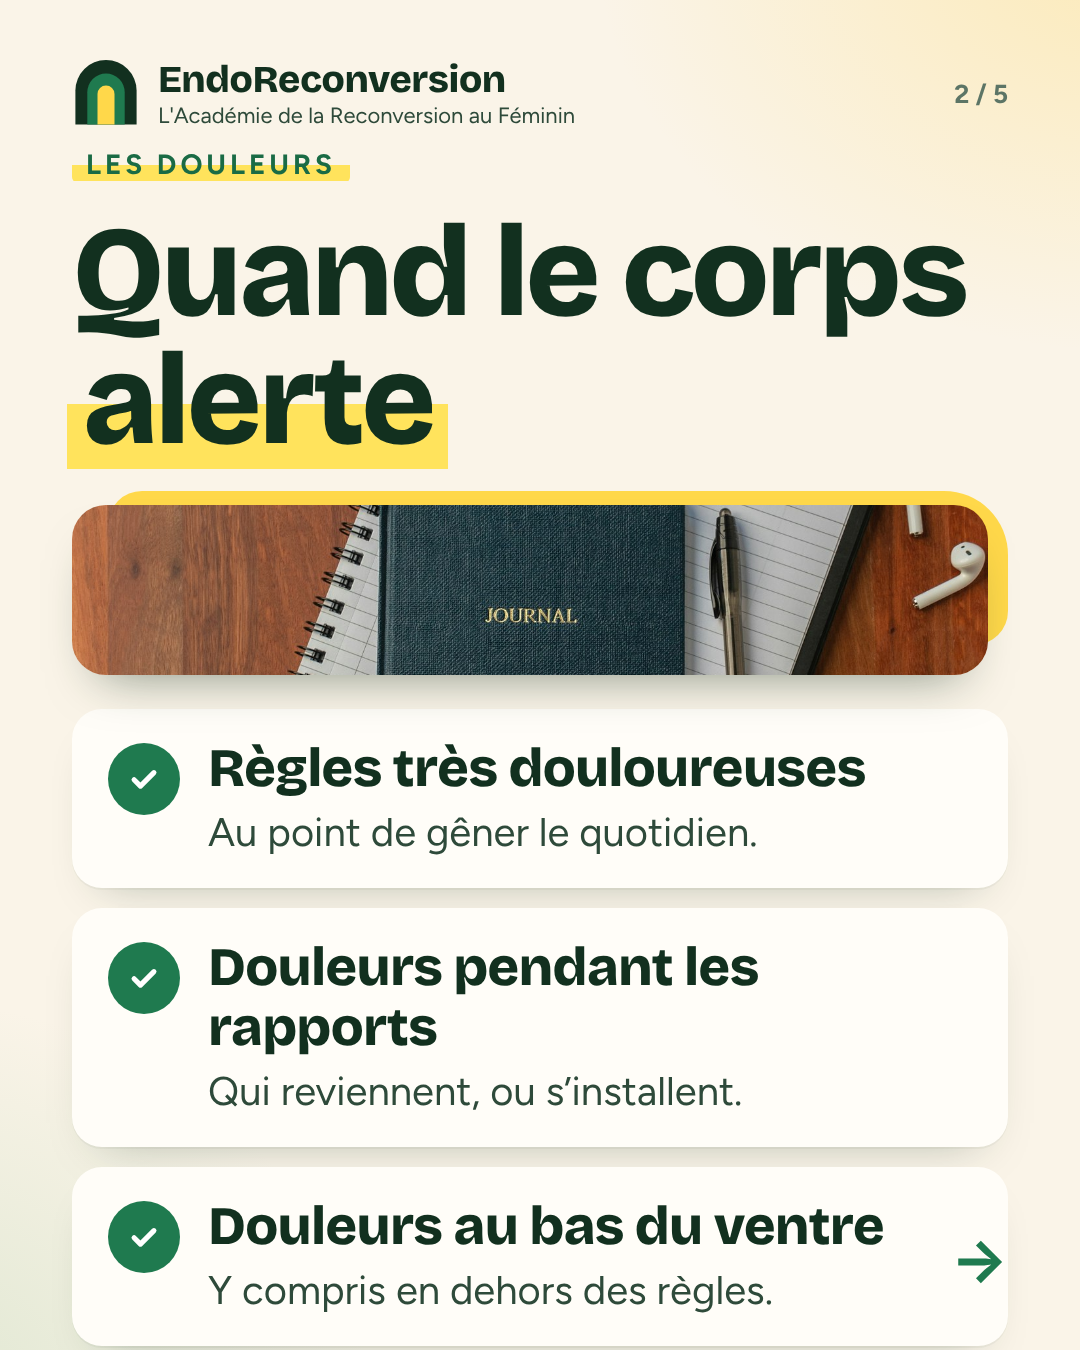 EndoReconversion
L'Académie de la Reconversion au Féminin
2 / 5
LES DOULEURS
Quand le corps
alerte
JOURNAL
Règles très douloureuses
Au point de gêner le quotidien.
Douleurs pendant les
rapports
Qui reviennent, ou s’installent.
Douleurs au bas du ventre
Y compris en dehors des règles.